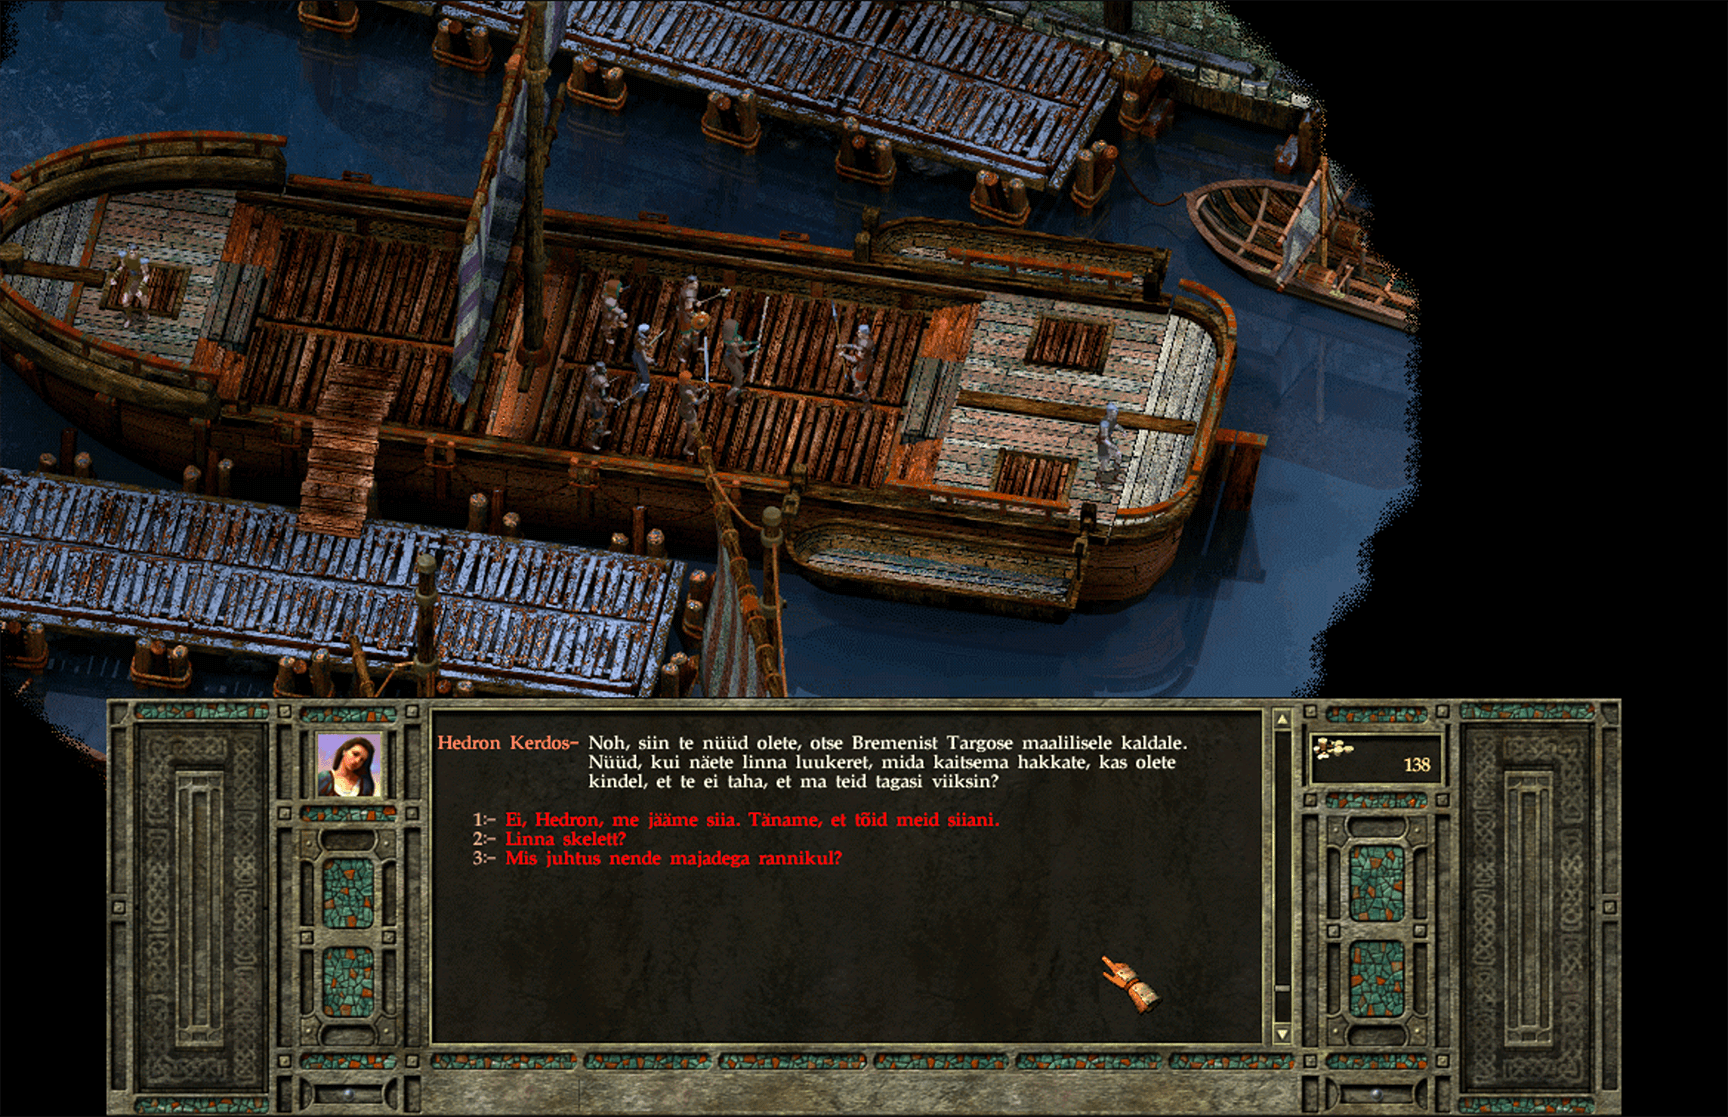 Hedron Kerdos- Noh, siin te nüüd olete, otse Bremenist Targose maalilisele kaldale.
Nüüd, kui näete linna luukeret, mida kaitsema hakkate, kas olete
kindel, et te ei taha, et ma teid tagasi viiksin?
1:- Ei, Hedron, me jääme siia. Täname, et tõid meid siiani.
2:- Linna skelett?
3:- Mis juhtus nende majadega rannikul?
138